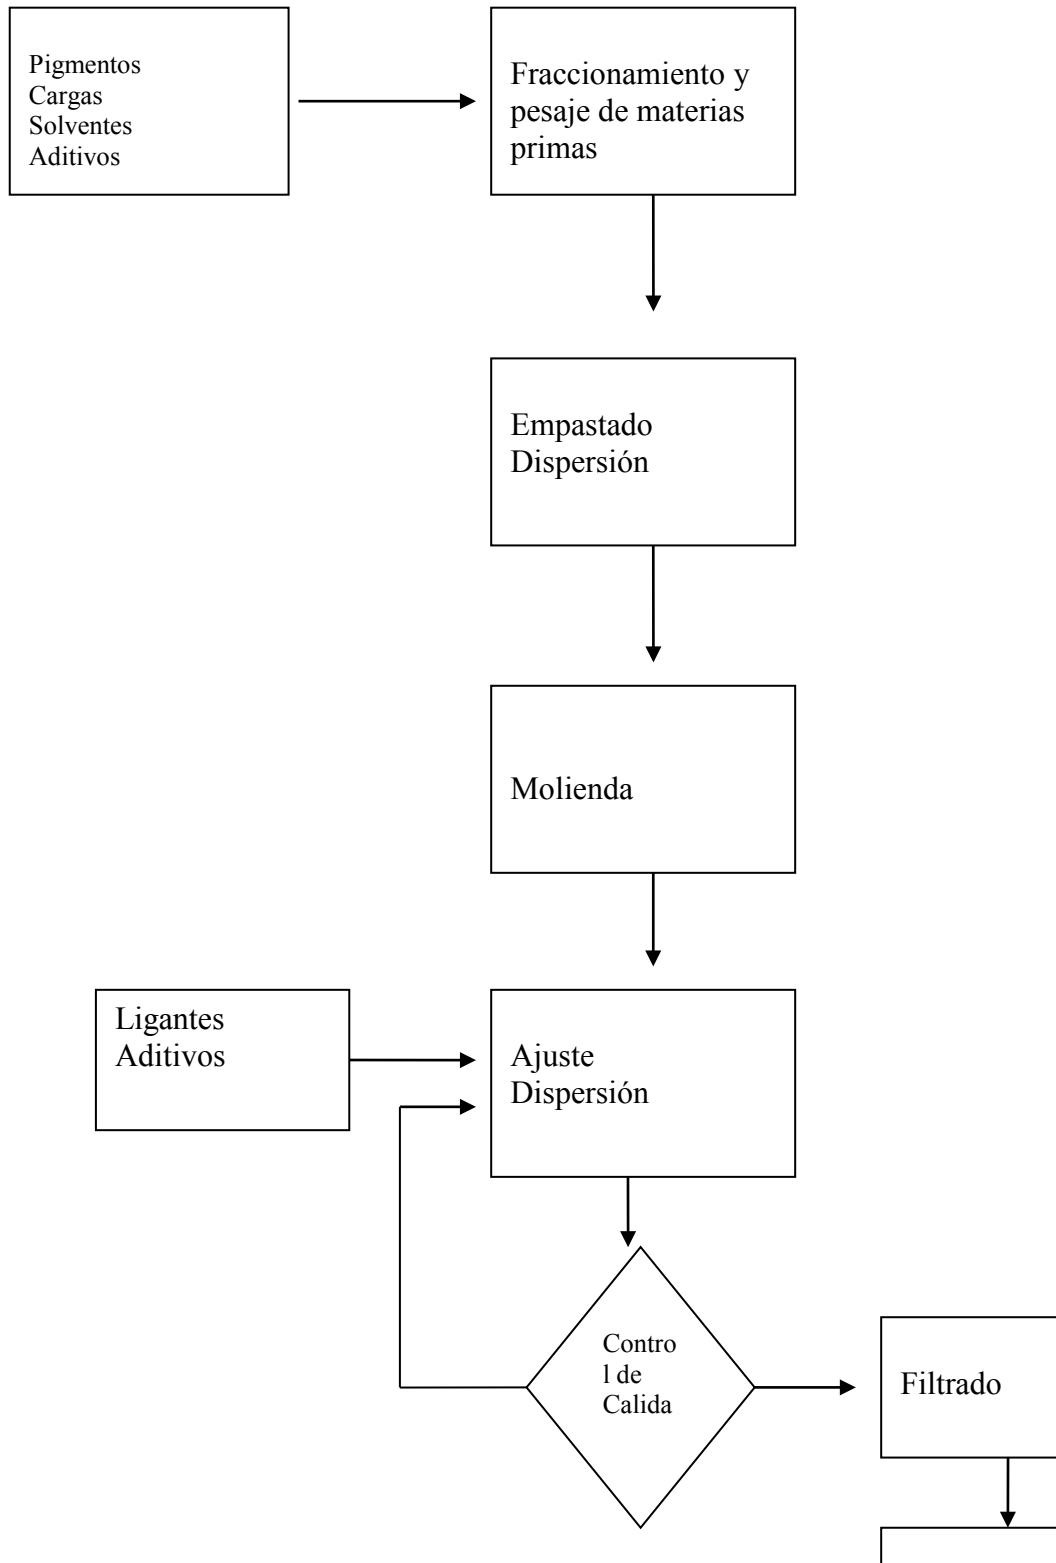 Pigmentos
Cargas
Solventes
Aditivos
Fraccionamiento y
pesaje de materias
primas
Empastado
Dispersión
Molienda
Ligantes
Aditivos
Ajuste
Dispersión
Contro
l de
Calida
Filtrado